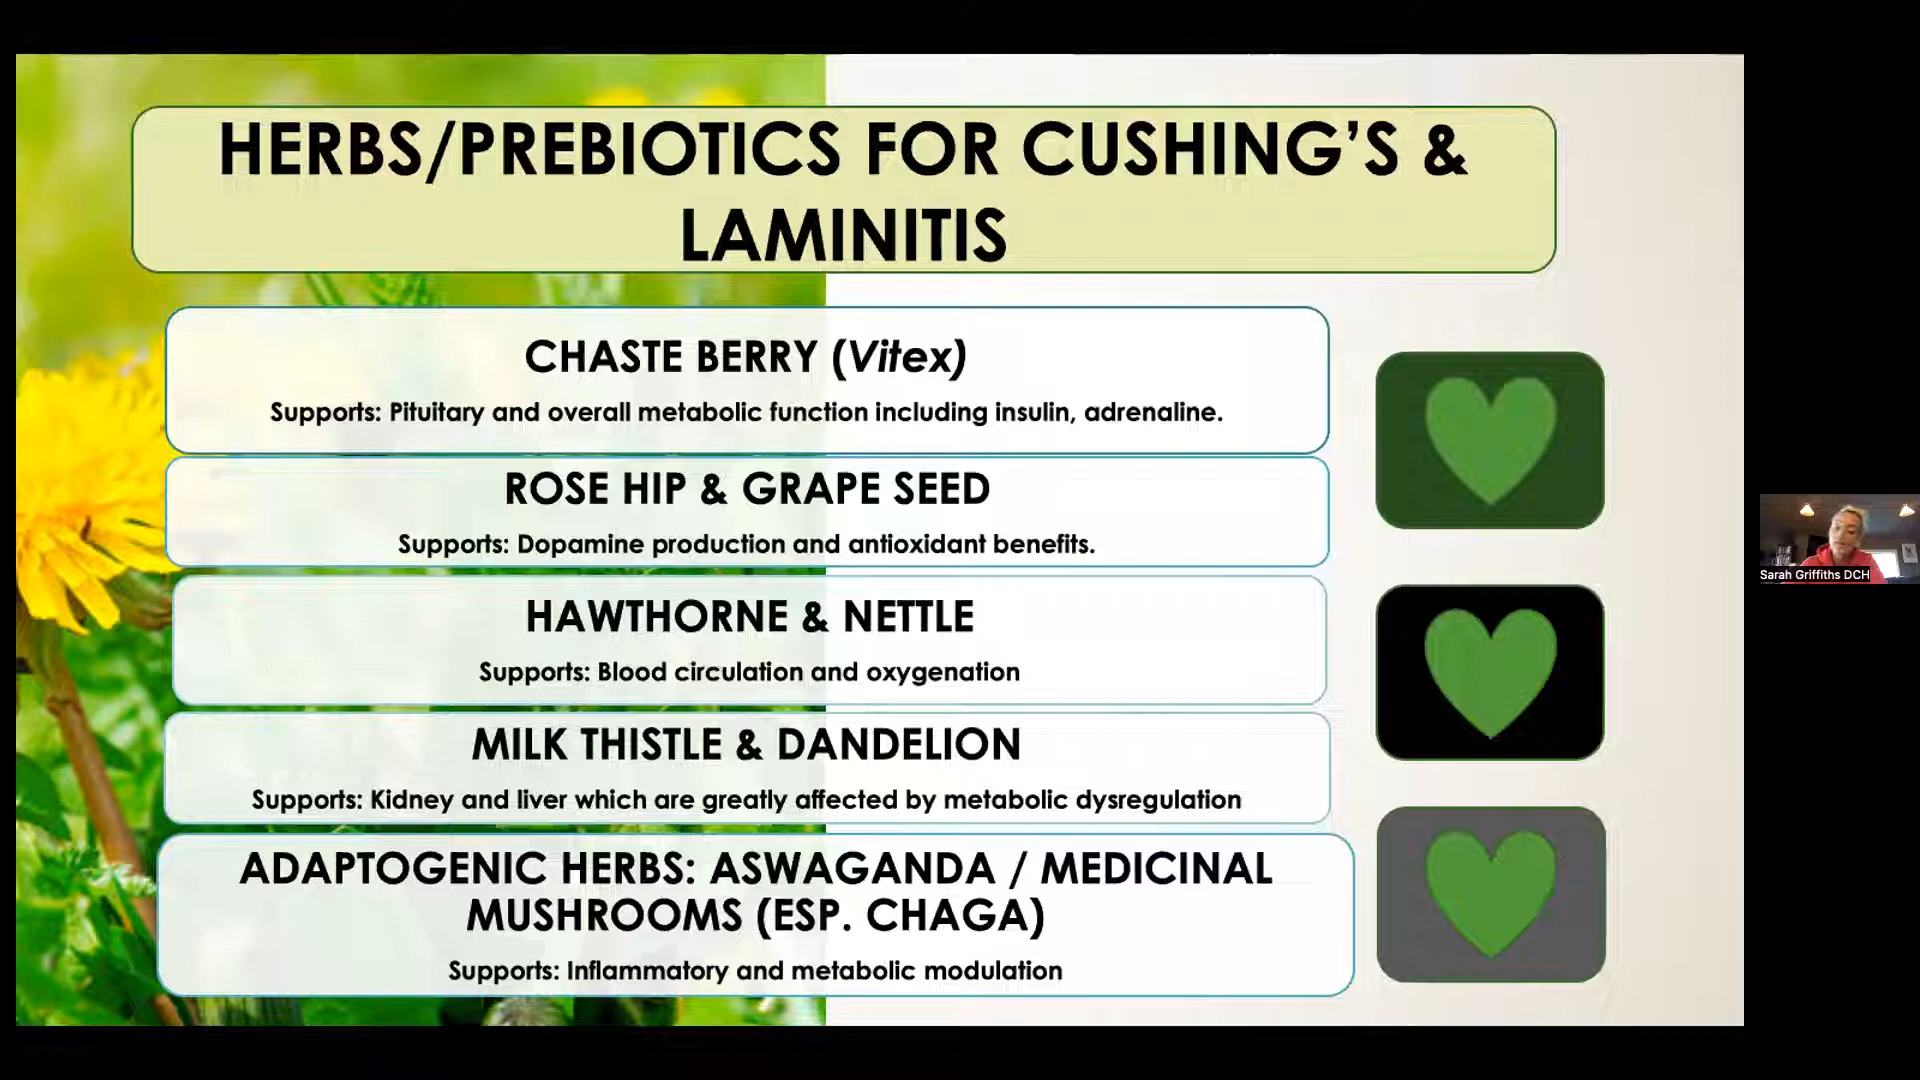 HERBS/PREBIOTICS FOR CUSHING’S &
LAMINITIS
CHASTE BERRY (Vitex)
Supports: Pituitary and overall metabolic function including insulin, adrenaline.
ROSE HIP & GRAPE SEED
Supports: Dopamine production and antioxidant benefits.
HAWTHORNE & NETTLE
Supports: Blood circulation and oxygenation
MILK THISTLE & DANDELION
Supports: Kidney and liver which are greatly affected by metabolic dysregulation
ADAPTOGENIC HERBS: ASWAGANDA / MEDICINAL
MUSHROOMS (ESP. CHAGA)
Supports: Inflammatory and metabolic modulation
Sarah Griffiths DCH